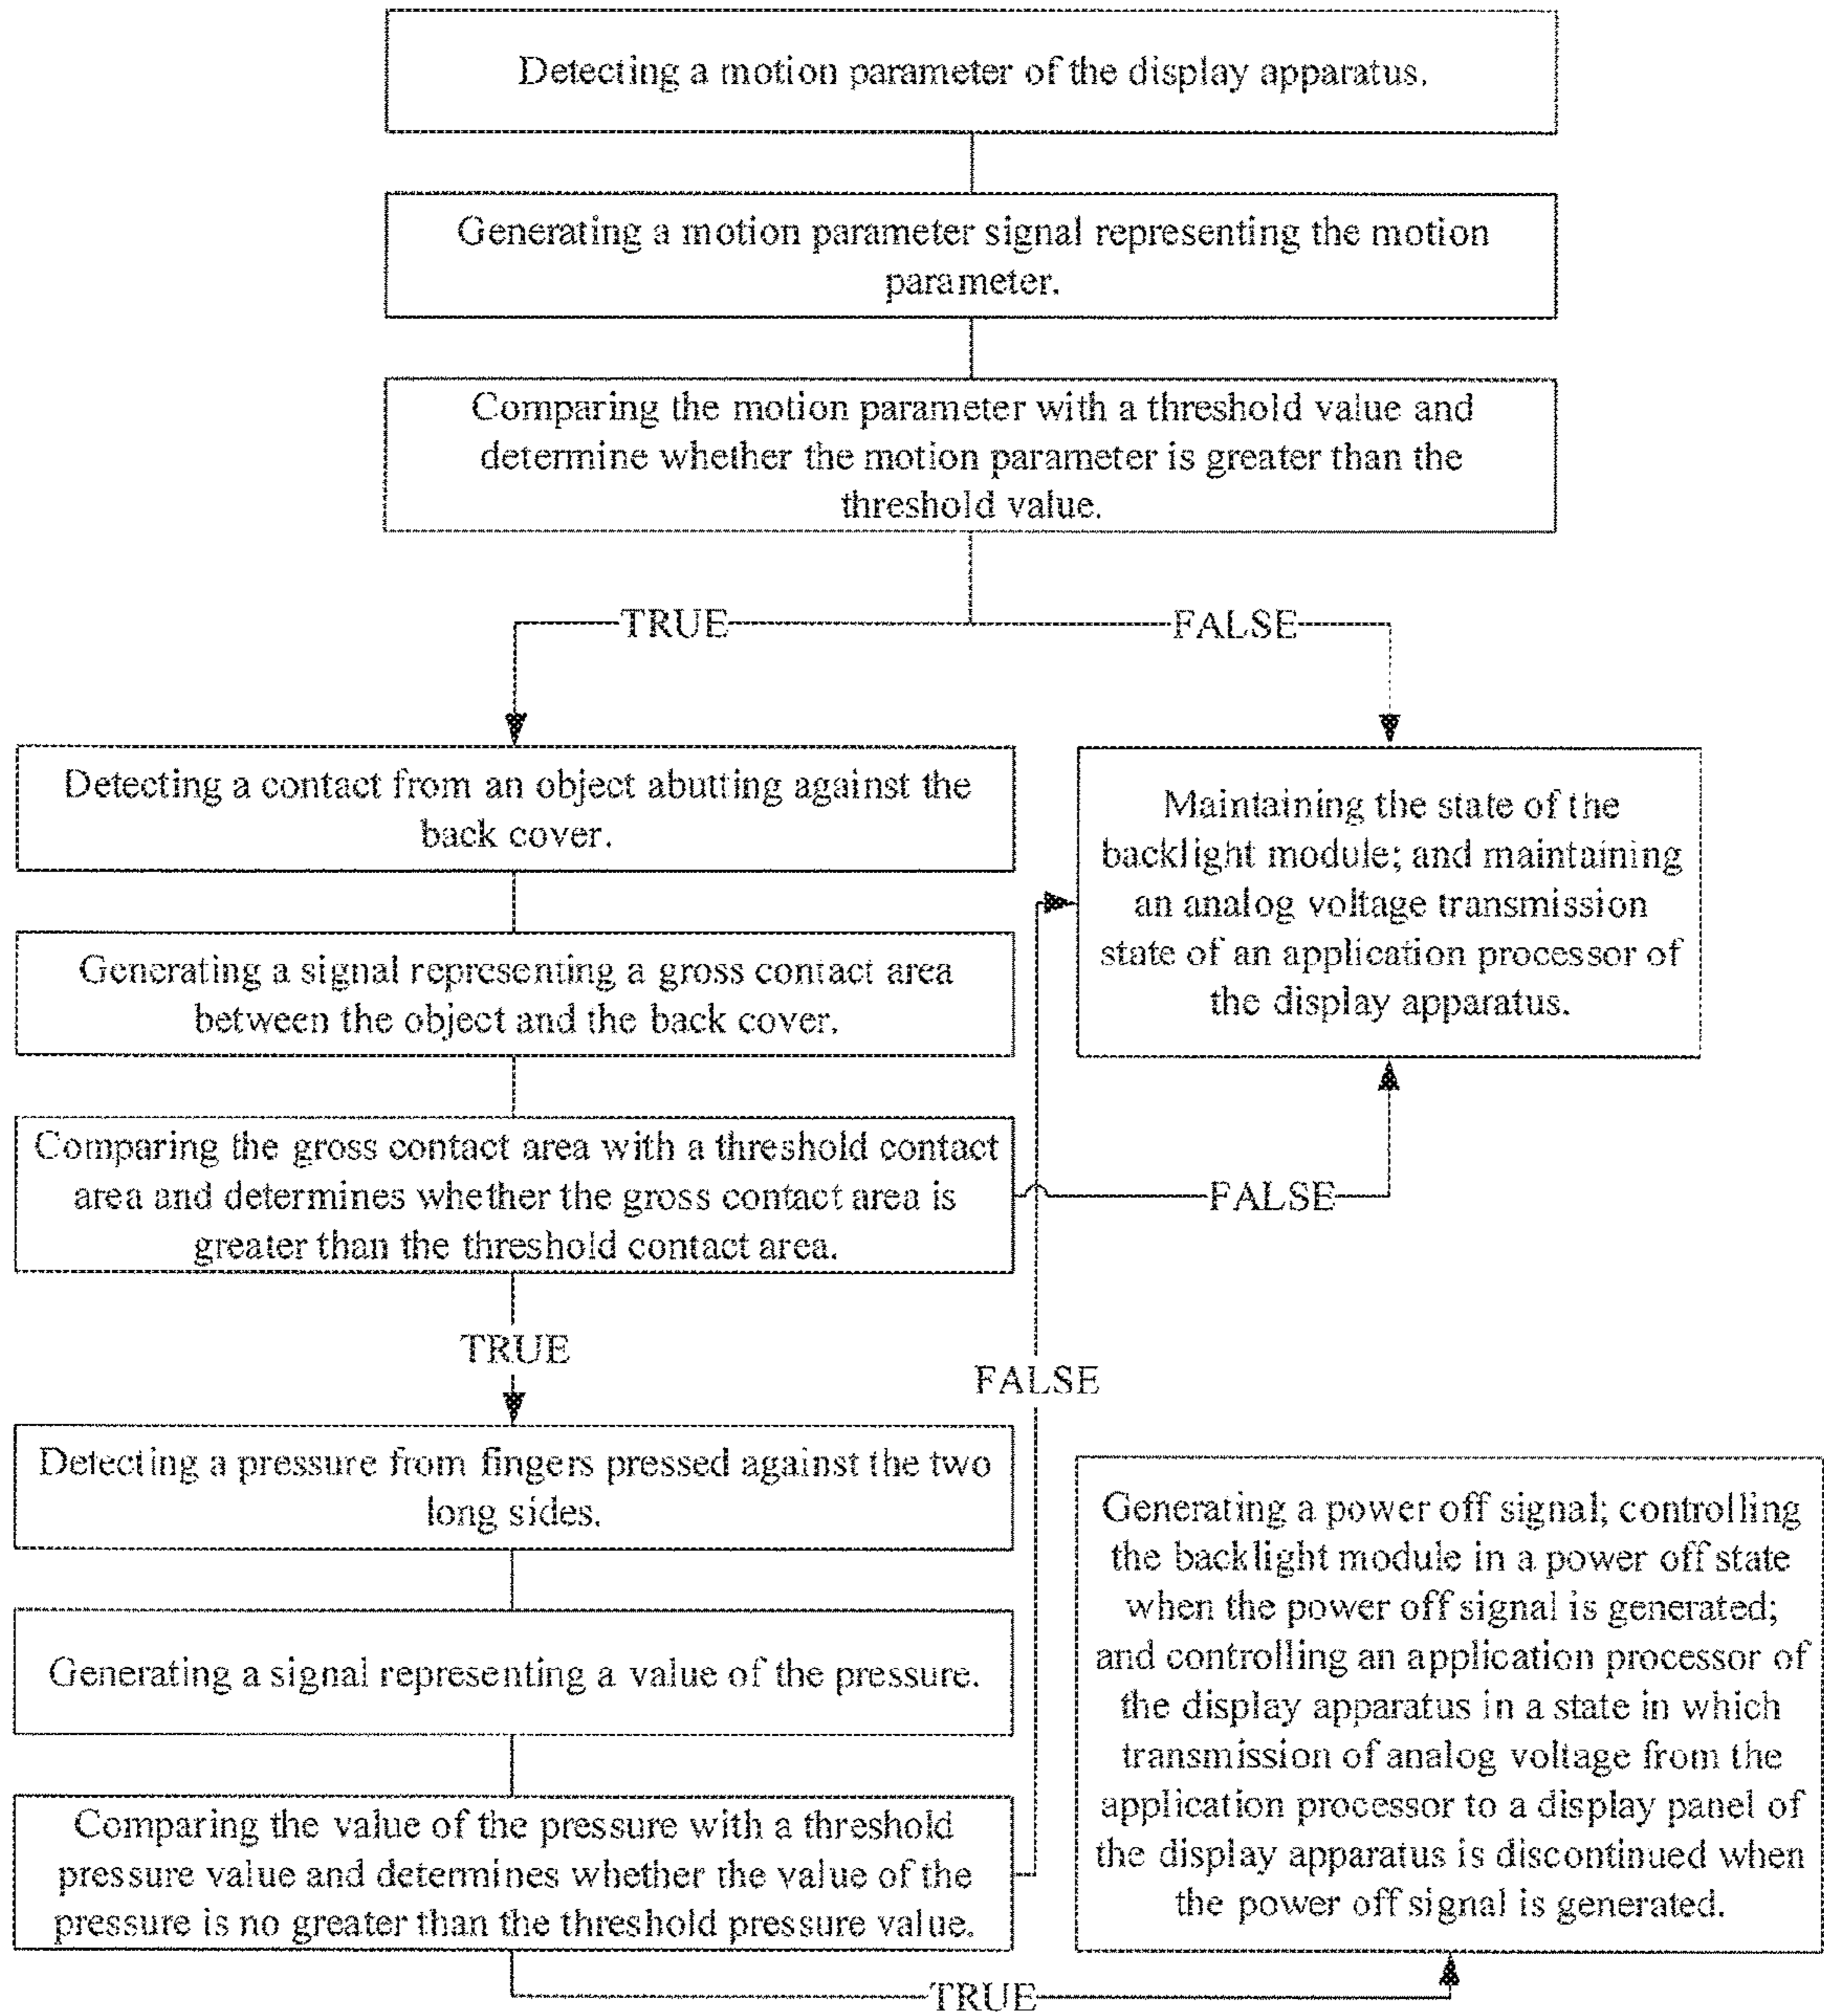 Detecting a motion parameter of the display apparatus.
Generating a motion parameter signal representing the motion
parameter.
Comparing the motion parameter with a threshold value and
determine whether the motion parameter is greater than the
threshold value.
TRUE
FALSE
Detecting a contact from an object abutting against the
back cover.
Maintaining the state of the
backlight module; and maintaining
an analog voltage transmission
state of an application processor of
the display apparatus.
Generating a signal representing a gross contact area
between the object and the back cover.
Comparing the gross contact area with a threshold contact
area and determines whether the gross contact area is
greater than the threshold contact area.
FALSE
TRUE
FALSE
Detecting a pressure from fingers pressed against the two
long sides.
Generating a signal representing a value of the pressure.
Comparing the value of the pressure with a threshold
pressure value and determines whether the value of the
pressure is no greater than the threshold pressure value.
Generating a power off signal; controlling
the backlight module in a power off state
when the power off signal is generated;
and controlling an application processor of
the display apparatus in a state in which
transmission of analog voltage from the
application processor to a display panel of
the display apparatus is discontinued when
the power off signal is generated.
TRUE